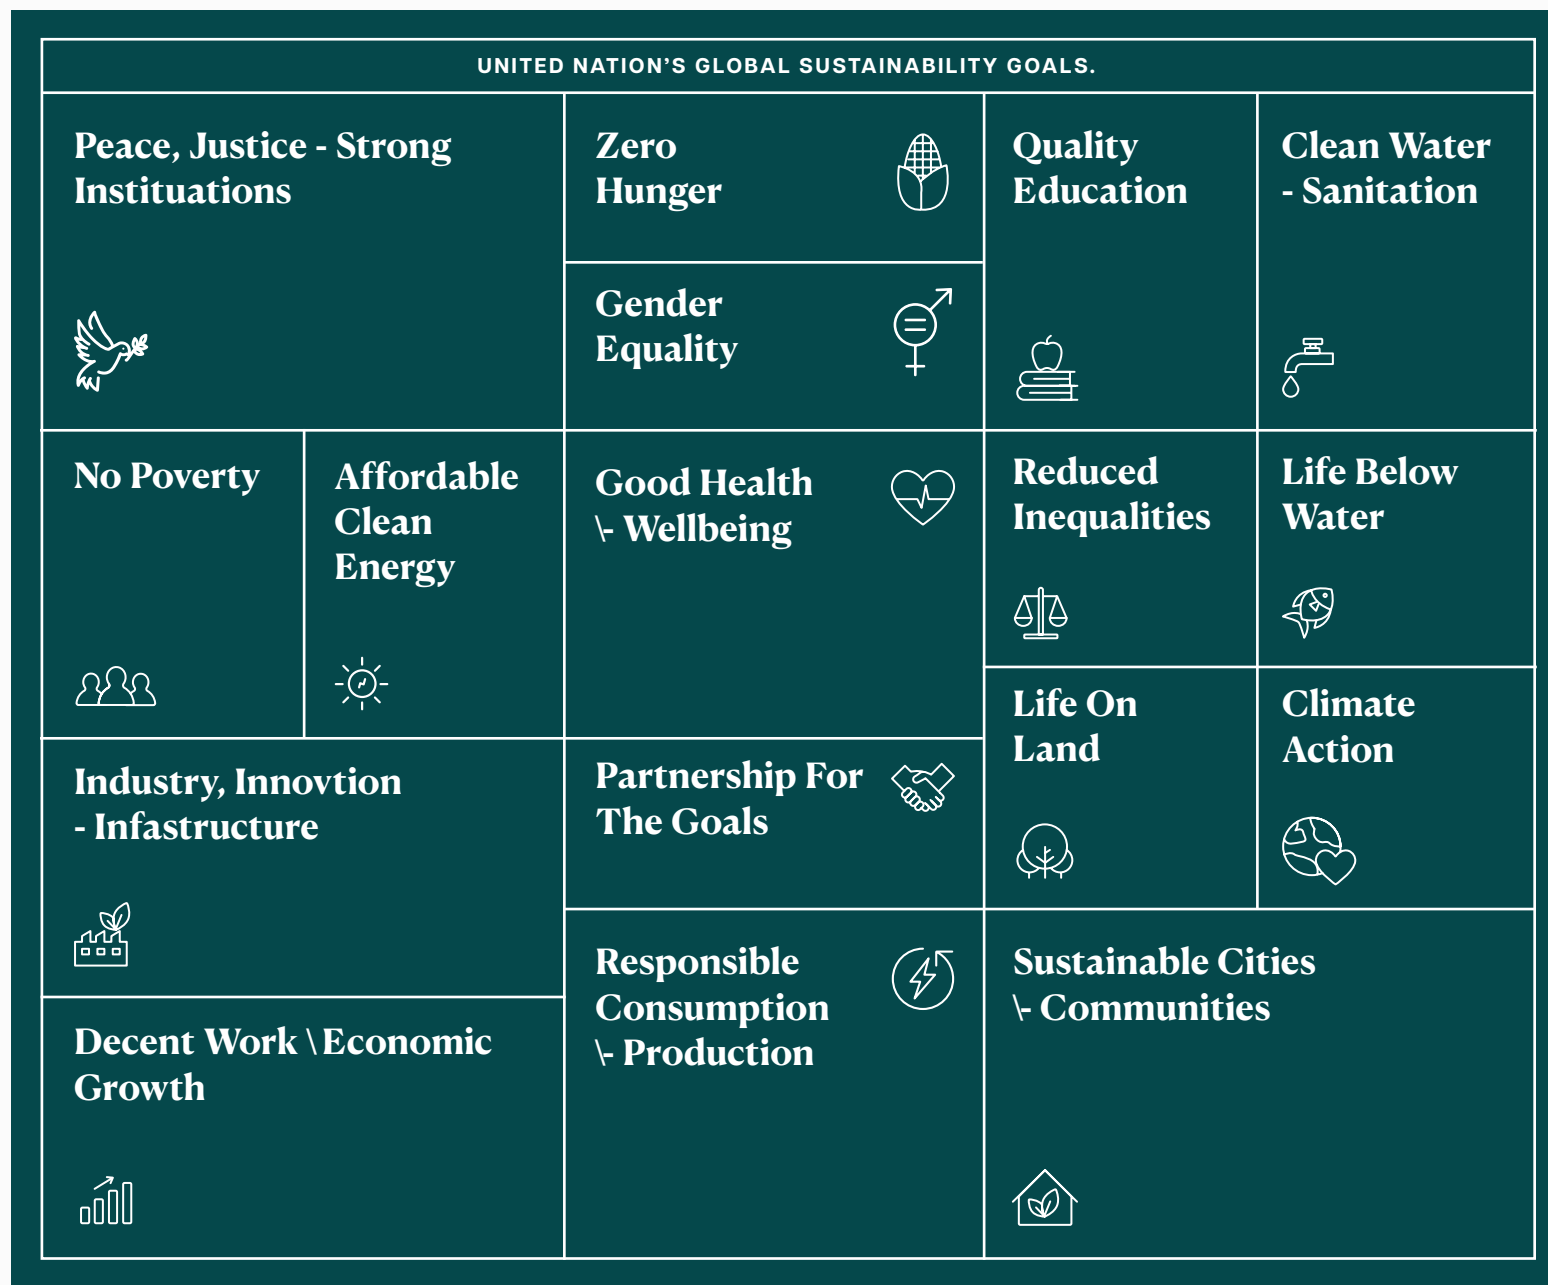 UNITED NATION’S GLOBAL SUSTAINABILITY GOALS.
Peace, Justice - Strong
Instituations
Zero
Hunger
Gender
Equality
Quality
Education
Clean Water
- Sanitation
No Poverty
Affordable
Clean
Energy
Good Health
\- Wellbeing
Reduced
Inequalities
Life Below
Water
Life On
Land
Climate
Action
Industry, Innovtion
- Infastructure
Partnership For
The Goals
Decent Work \Economic
Growth
Responsible
Consumption
\- Production
Sustainable Cities
\- Communities